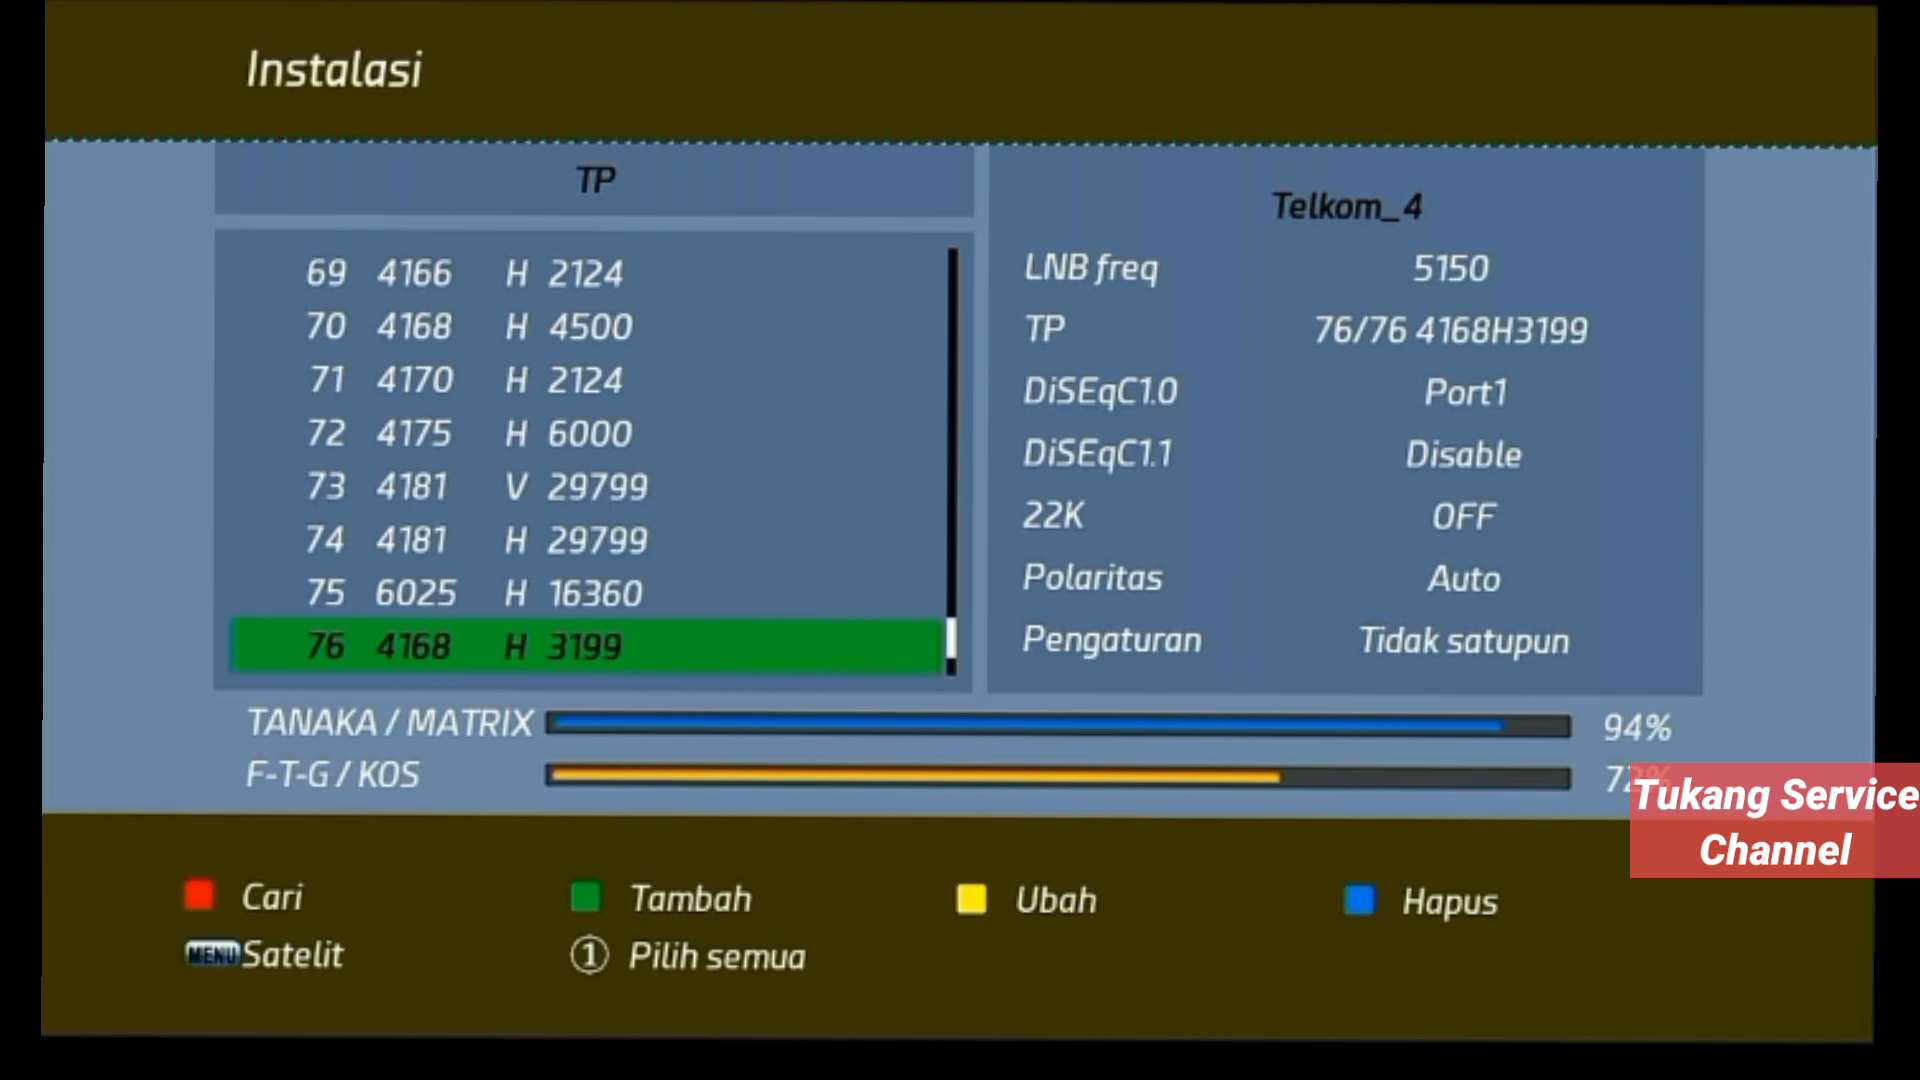 Instalasi
TP
69 4166 H 2124
70 4168 H 4500
71 4170 H 2124
72 4175 H 6000
73 4181 V 29799
74 4181 H 29799
75 6025 H 16360
76 4168 H 3199
Telkom_4
LNB freq 5150
TP 76/76 4168H3199
DiSEqC1.0 Port1
DiSEqC1.1 Disable
22K OFF
Polaritas Auto
Pengaturan Tidak satupun
TANAKA / MATRIX 94%
F-T-G / KOS
Tukang Service
Channel
Cari Tambah Ubah Hapus
MENU Satelit 1 Pilih semua